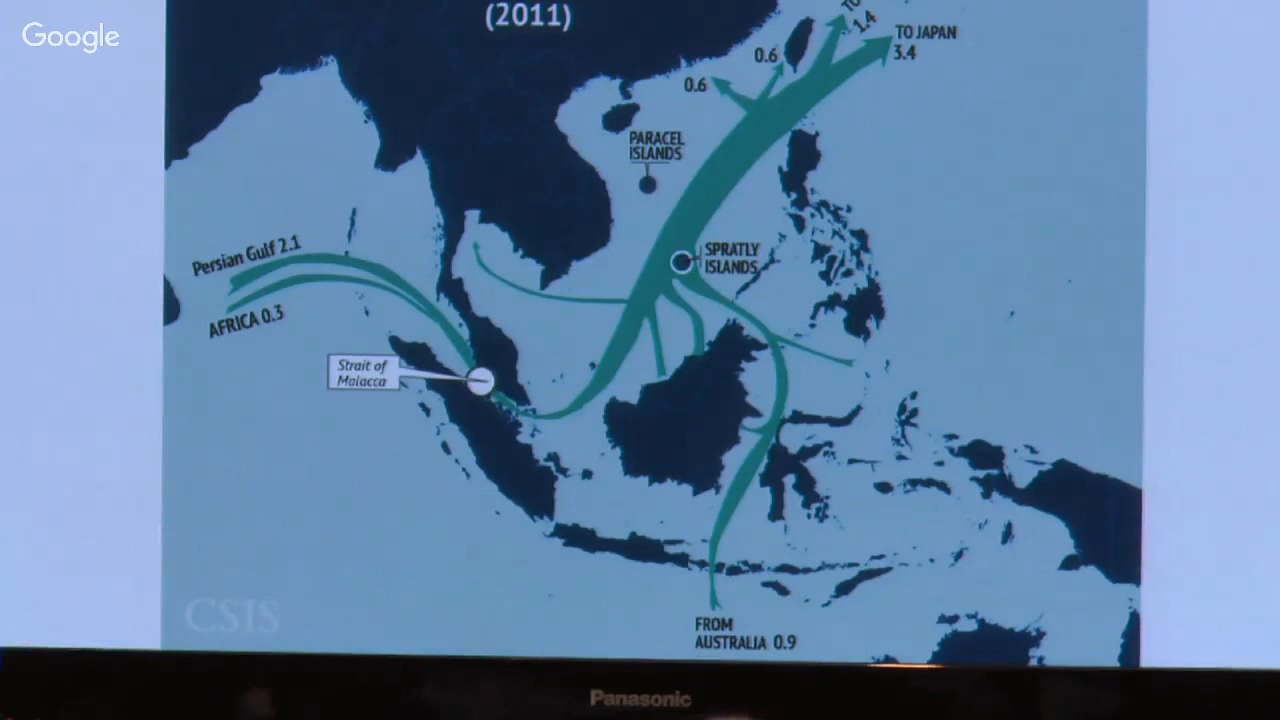 Google
(2011)
TO
1.4
TO JAPAN
3.4
0.6
0.6
PARACEL
ISLANDS
SPRATLY
ISLANDS
Persian Gulf 2.1
AFRICA 0.3
Strait of
Malacca
CSIS
FROM
AUSTRALIA 0.9
Panasonic